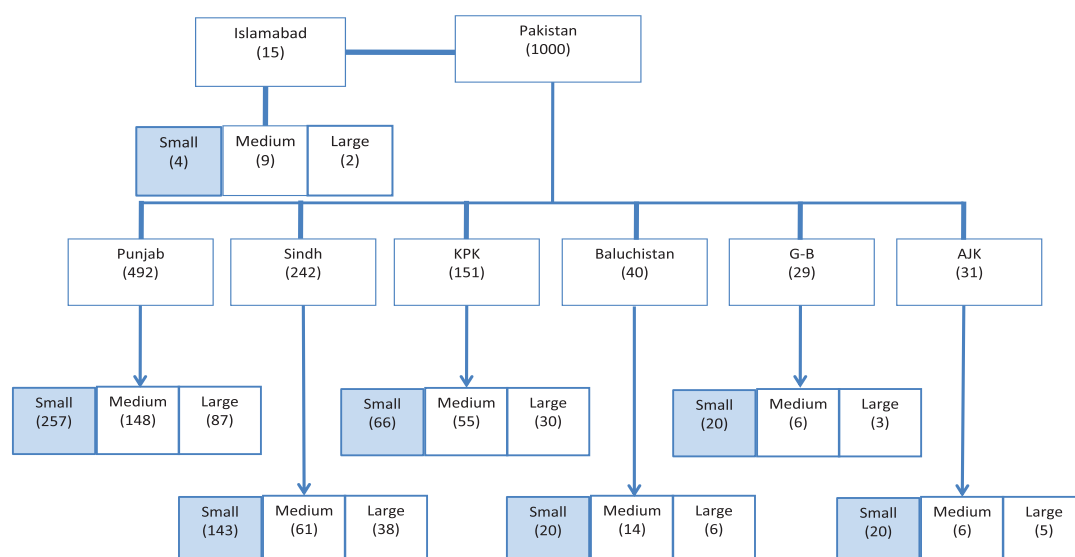 Islamabad
(15)
Pakistan
(1000)
Small
(4)
Medium
(9)
Large
(2)
Punjab
(492)
Sindh
(242)
KPK
(151)
Baluchistan
(40)
G-B
(29)
AJK
(31)
Small
(257)
Medium
(148)
Large
(87)
Small
(66)
Medium
(55)
Large
(30)
Small
(20)
Medium
(6)
Large
(3)
Small
(143)
Medium
(61)
Large
(38)
Small
(20)
Medium
(14)
Large
(6)
Small
(20)
Medium
(6)
Large
(5)